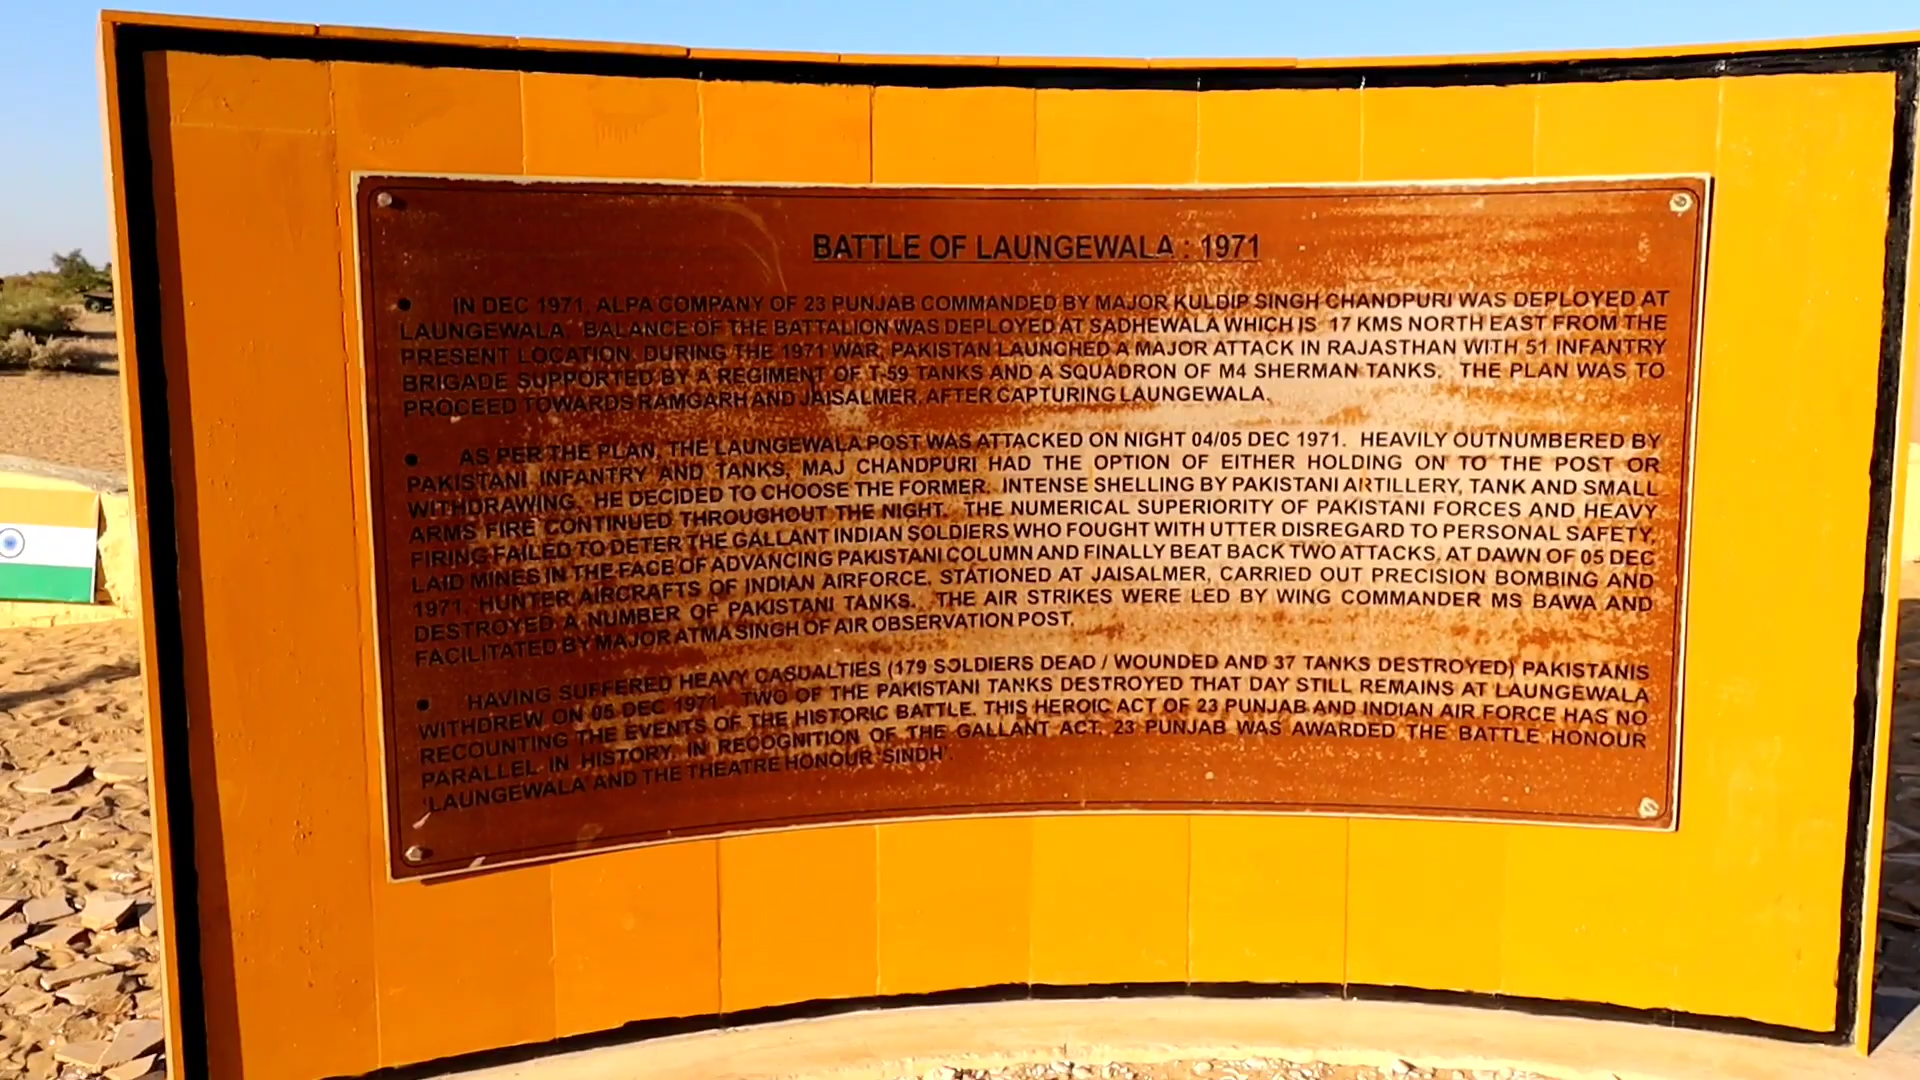 BATTLE OF LAUNGEWALA : 1971
● IN DEC 1971, ALPA COMPANY OF 23 PUNJAB COMMANDED BY MAJOR KULDIP SINGH CHANDPURI WAS DEPLOYED AT
LAUNGEWALA. BALANCE OF THE BATTALION WAS DEPLOYED AT SADHEWALA WHICH IS 17 KMS NORTH EAST FROM THE
PRESENT LOCATION. DURING THE 1971 WAR, PAKISTAN LAUNCHED A MAJOR ATTACK IN RAJASTHAN WITH 51 INFANTRY
BRIGADE SUPPORTED BY A REGIMENT OF T-59 TANKS AND A SQUADRON OF M4 SHERMAN TANKS. THE PLAN WAS TO
PROCEED TOWARDS RAMGARH AND JAISALMER, AFTER CAPTURING LAUNGEWALA.
● AS PER THE PLAN, THE LAUNGEWALA POST WAS ATTACKED ON NIGHT 04/05 DEC 1971. HEAVILY OUTNUMBERED BY
PAKISTANI INFANTRY AND TANKS, MAJ CHANDPURI HAD THE OPTION OF EITHER HOLDING ON TO THE POST OR
WITHDRAWING. HE DECIDED TO CHOOSE THE FORMER. INTENSE SHELLING BY PAKISTANI ARTILLERY, TANK AND SMALL
ARMS FIRE CONTINUED THROUGHOUT THE NIGHT. THE NUMERICAL SUPERIORITY OF PAKISTANI FORCES AND HEAVY
FIRING FAILED TO DETER THE GALLANT INDIAN SOLDIERS WHO FOUGHT WITH UTTER DISREGARD TO PERSONAL SAFETY,
LAID MINES IN THE FACE OF ADVANCING PAKISTANI COLUMN AND FINALLY BEAT BACK TWO ATTACKS. AT DAWN OF 05 DEC
1971, HUNTER AIRCRAFTS OF INDIAN AIRFORCE, STATIONED AT JAISALMER, CARRIED OUT PRECISION BOMBING AND
DESTROYED A NUMBER OF PAKISTANI TANKS. THE AIR STRIKES WERE LED BY WING COMMANDER MS BAWA AND
FACILITATED BY MAJOR ATMA SINGH OF AIR OBSERVATION POST.
● HAVING SUFFERED HEAVY CASUALTIES (179 SOLDIERS DEAD / WOUNDED AND 37 TANKS DESTROYED) PAKISTANIS
WITHDREW ON 05 DEC 1971. TWO OF THE PAKISTANI TANKS DESTROYED THAT DAY STILL REMAINS AT LAUNGEWALA
RECOUNTING THE EVENTS OF THE HISTORIC BATTLE. THIS HEROIC ACT OF 23 PUNJAB AND INDIAN AIR FORCE HAS NO
PARALLEL IN HISTORY. IN RECOGNITION OF THE GALLANT ACT, 23 PUNJAB WAS AWARDED THE BATTLE HONOUR
'LAUNGEWALA AND THE THEATRE HONOUR 'SINDH'.